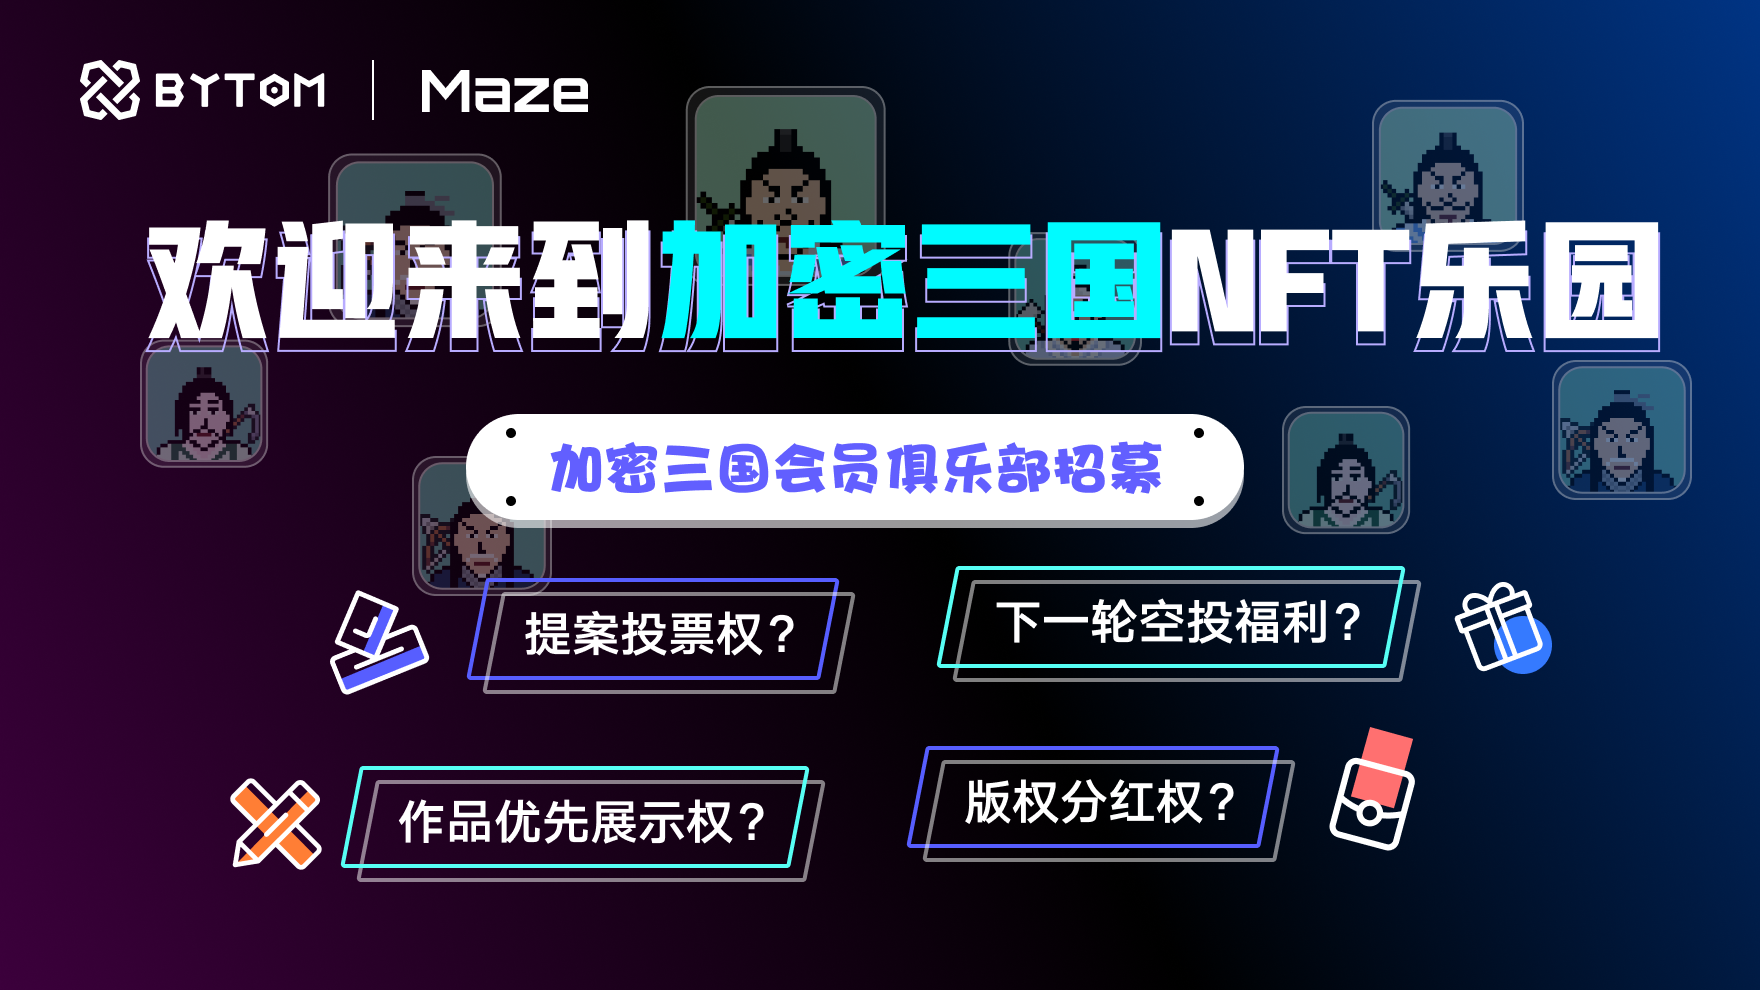 BYTOM | Maze
欢迎来到加密三国NFT乐园
加密三国会员俱乐部招募
提案投票权?
下一轮空投福利?
作品优先展示权?
版权分红权?